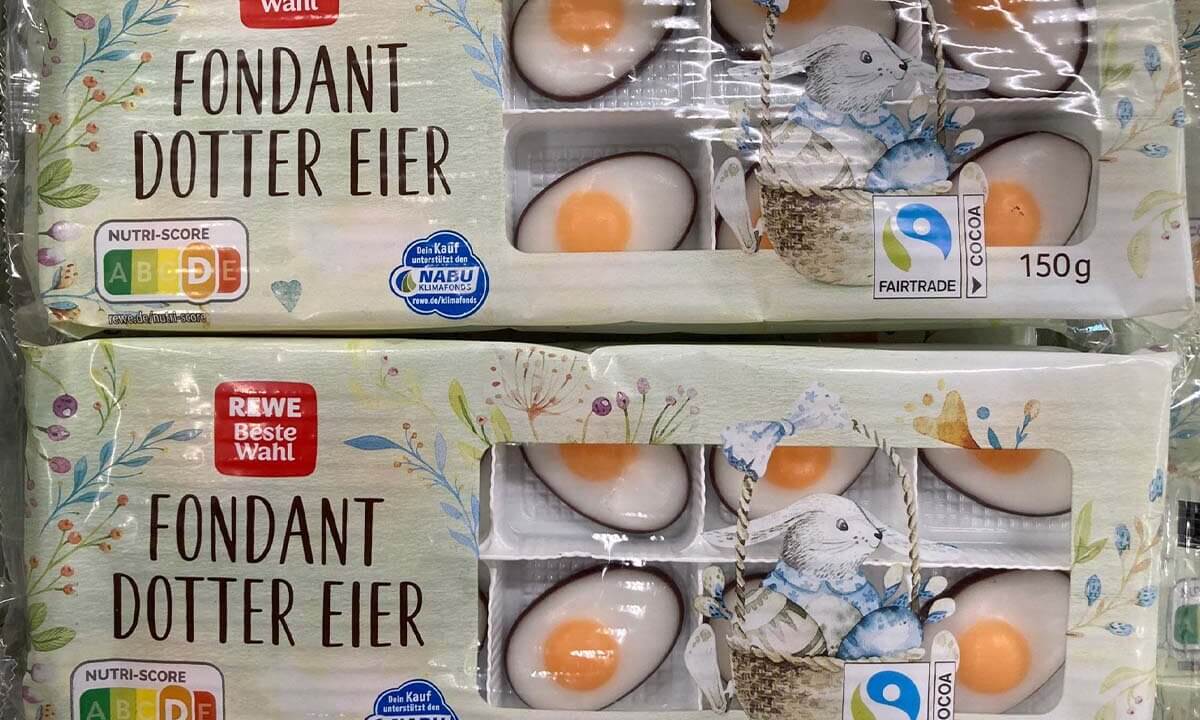 Wahl
FONDANT
DOTTER EIER
NUTRI-SCORE
A B C D E
rewe.de/nutri-score
Dein Kauf
unterstützt den
NABU
KLIMAFONDS
rewe.de/klimafonds
FAIRTRADE
COCOA
150g
REWE
Beste
Wahl
FONDANT
DOTTER EIER
NUTRI-SCORE
A B C D E
Dein Kauf
unterstützt den
NABU
COCOA